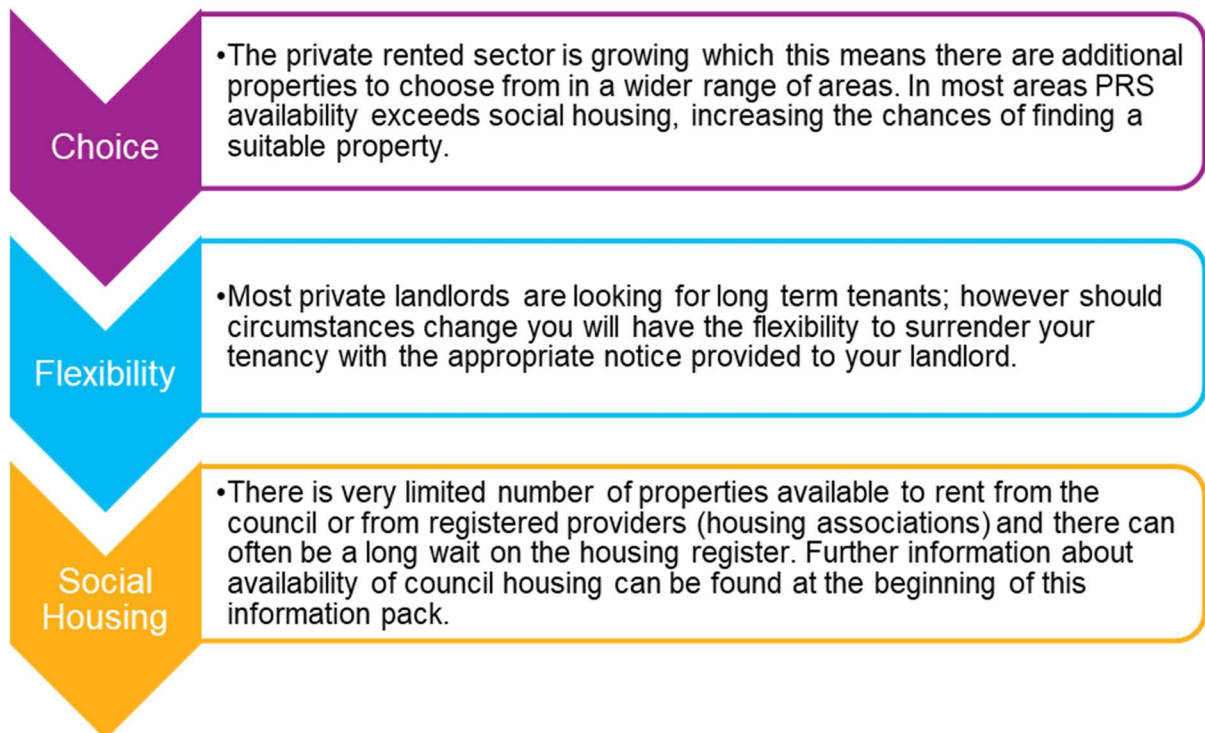 Choice
•The private rented sector is growing which this means there are additional
properties to choose from in a wider range of areas. In most areas PRS
availability exceeds social housing, increasing the chances of finding a
suitable property.
Flexibility
•Most private landlords are looking for long term tenants; however should
circumstances change you will have the flexibility to surrender your
tenancy with the appropriate notice provided to your landlord.
Social
Housing
•There is very limited number of properties available to rent from the
council or from registered providers (housing associations) and there can
often be a long wait on the housing register. Further information about
availability of council housing can be found at the beginning of this
information pack.